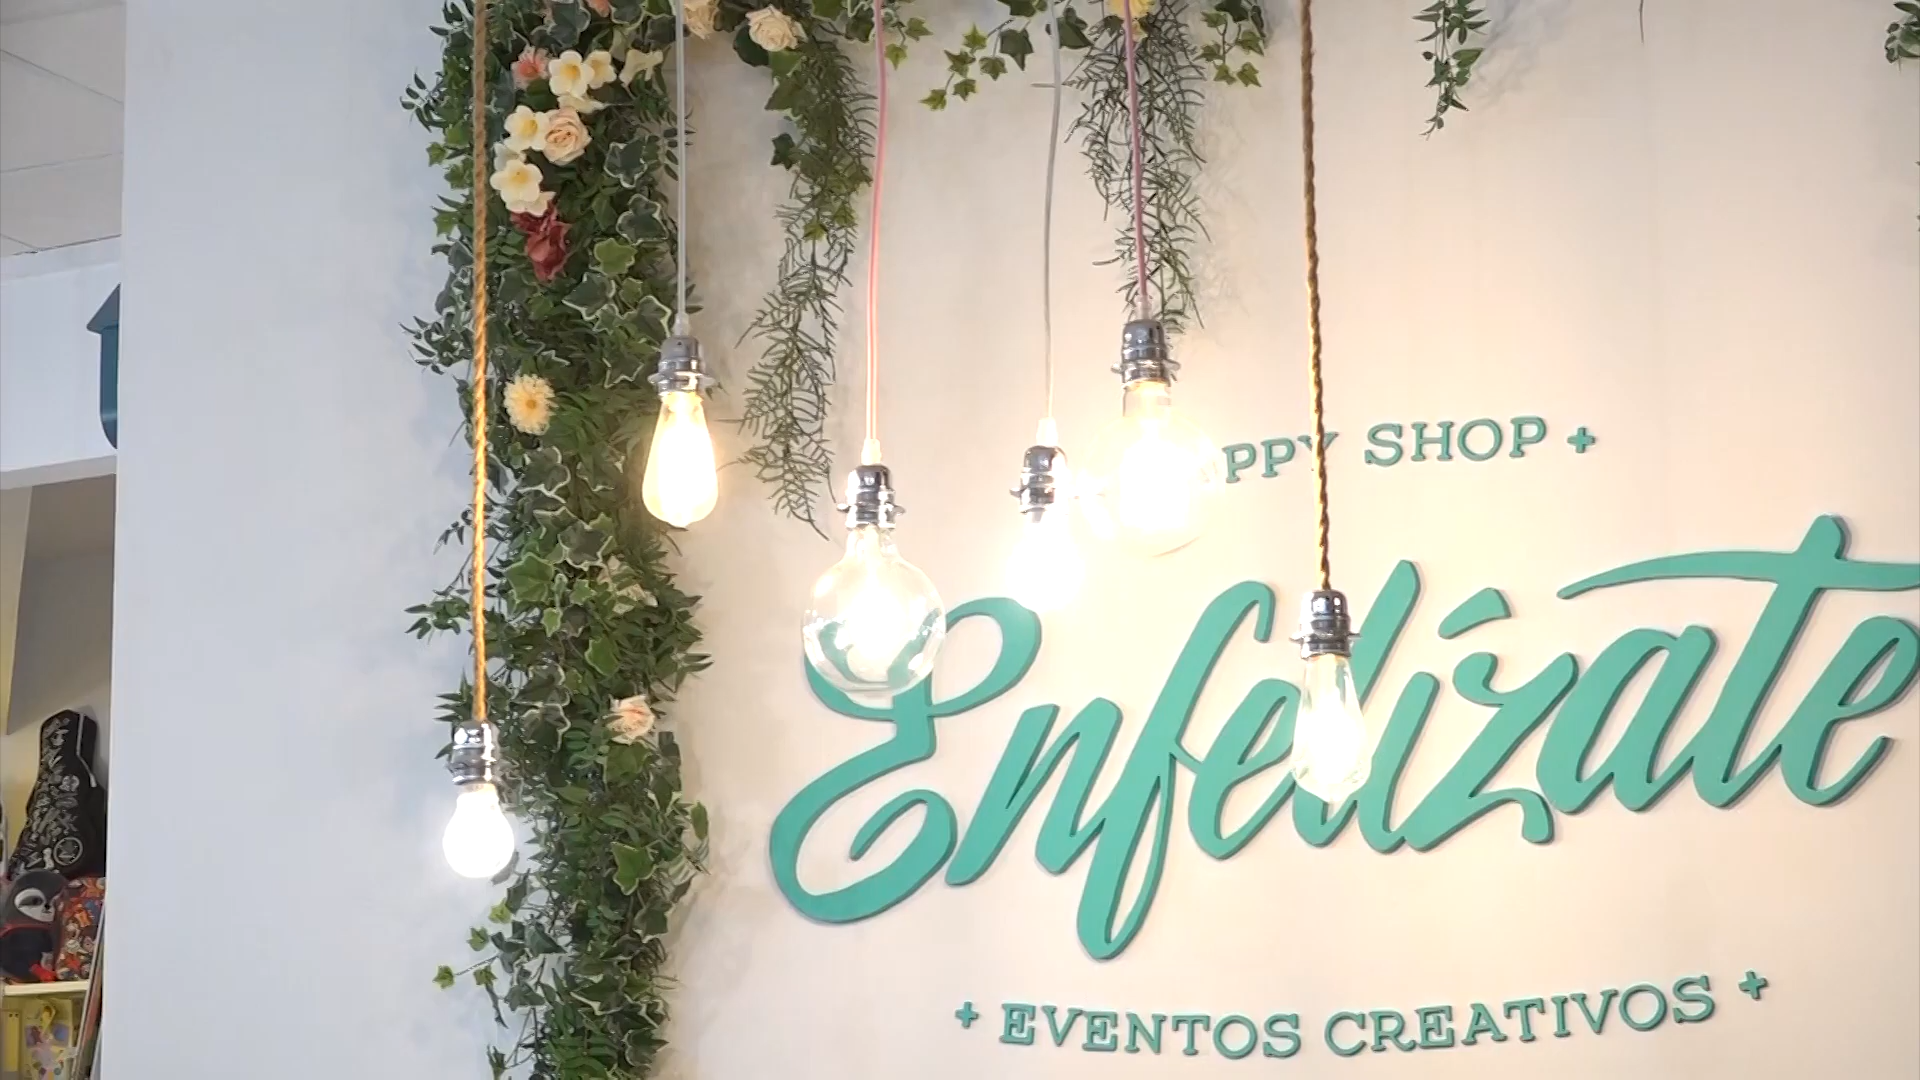 PPY SHOP +
Enfelízate
+ EVENTOS CREATIVOS +